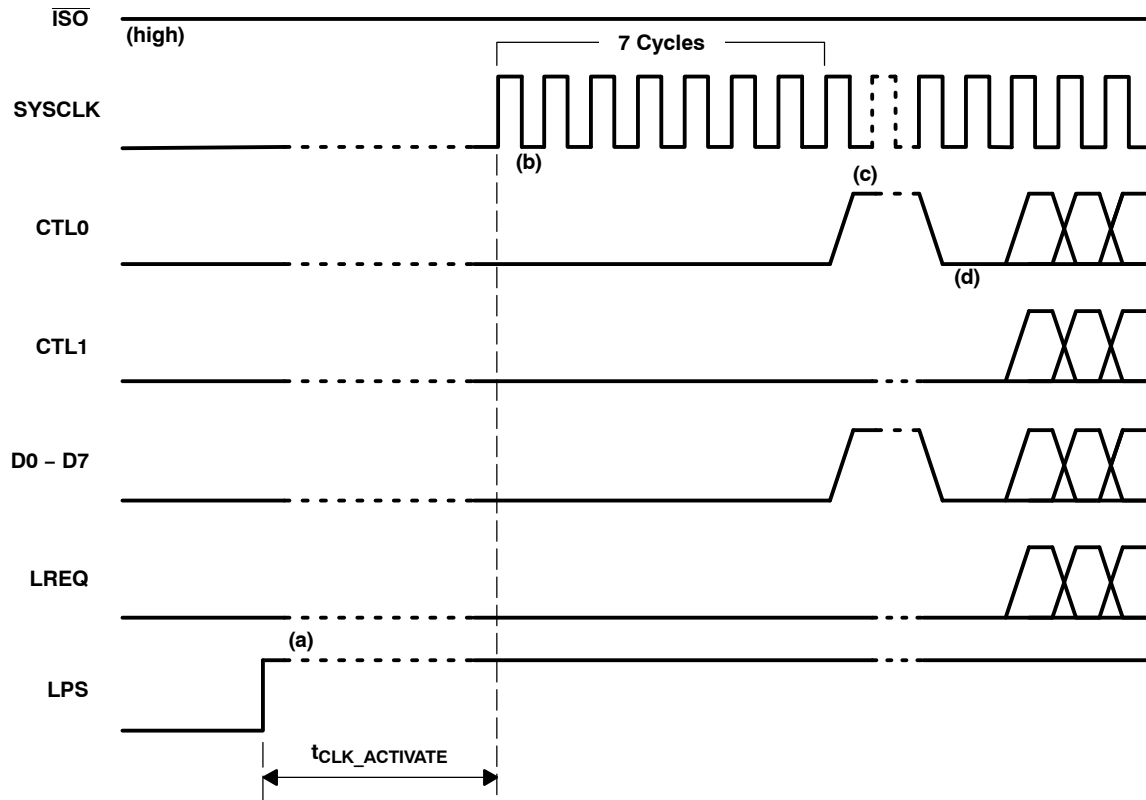 ISO
(high)
7 Cycles
SYSCLK
(b)
(c)
CTL0
(d)
CTL1
D0 – D7
LREQ
(a)
LPS
tCLK_ACTIVATE